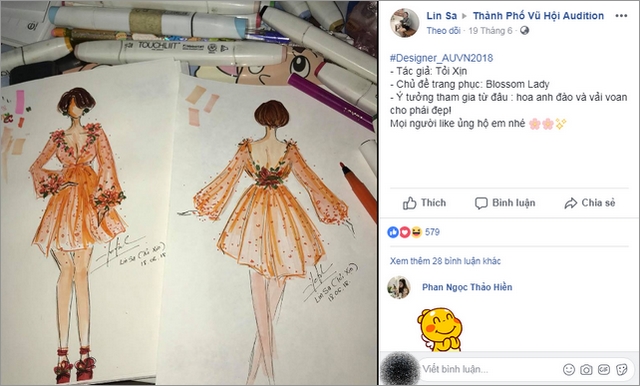 TOUCHLIIT
Lin Sa (Tỏi Xịn)
18.06.18
Lin Sa (Tỏi Xịn)
18.06.18
Lin Sa ▸ Thành Phố Vũ Hội Audition
Theo dõi · 19 Tháng 6 ·
#Designer_AUVN2018
- Tác giả: Tỏi Xịn
- Chủ đề trang phục: Blossom Lady
- Ý tưởng tham gia từ đâu : hoa anh đào và vải voan
cho phái đẹp!
Mọi người like ủng hộ em nhé 🌸🌸✨
Thích Bình luận Chia sẻ
579
Xem thêm 28 bình luận khác
Phan Ngọc Thảo Hiền
Viết bình luận...
GIF